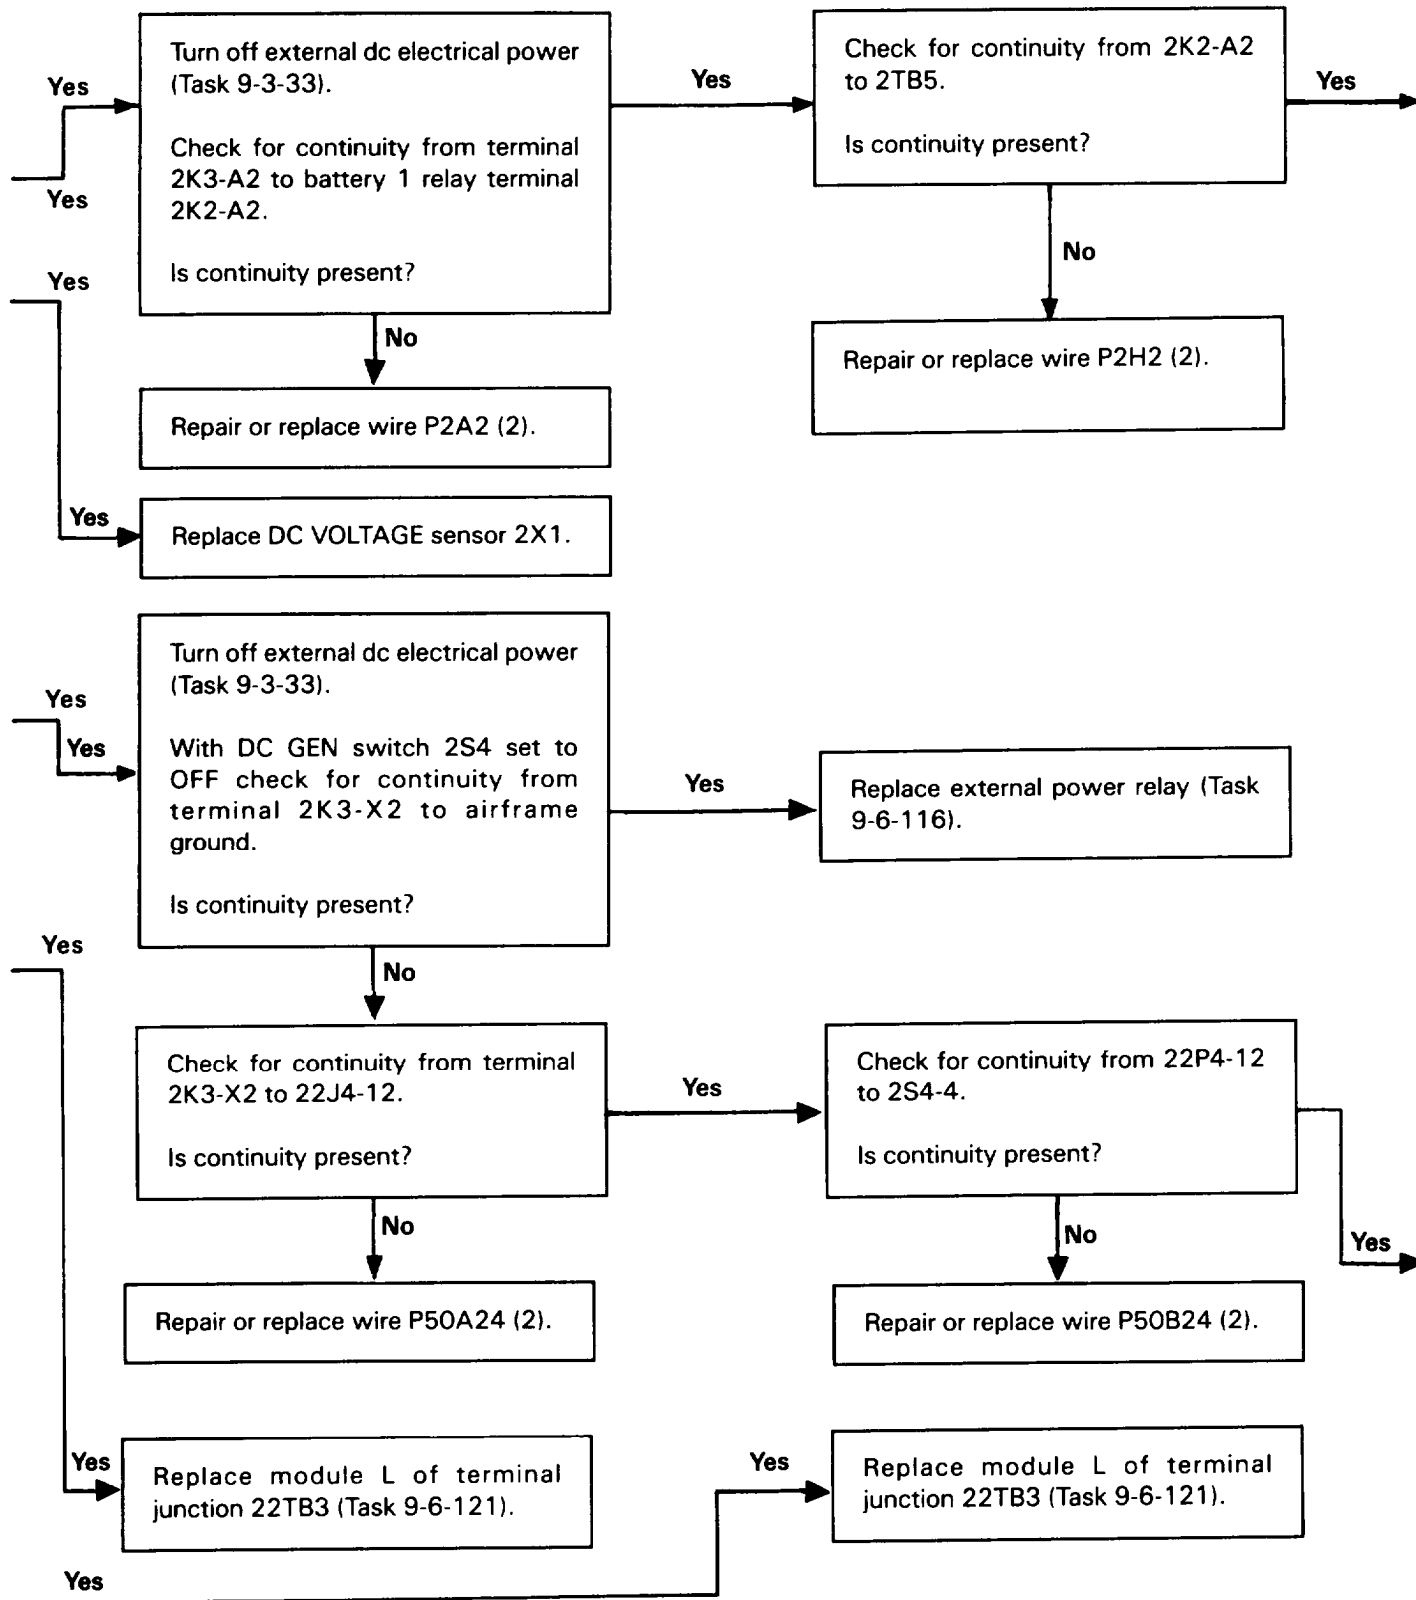 Yes
Yes
Turn off external dc electrical power
(Task 9-3-33).
Check for continuity from terminal
2K3-A2 to battery 1 relay terminal
2K2-A2.
Is continuity present?
Yes
Check for continuity from 2K2-A2
to 2TB5.
Is continuity present?
Yes
No
Repair or replace wire P2H2 (2).
No
Repair or replace wire P2A2 (2).
Yes
Yes
Replace DC VOLTAGE sensor 2X1.
Yes
Yes
Turn off external dc electrical power
(Task 9-3-33).
With DC GEN switch 2S4 set to
OFF check for continuity from
terminal 2K3-X2 to airframe
ground.
Is continuity present?
Yes
Replace external power relay (Task
9-6-116).
No
Check for continuity from terminal
2K3-X2 to 22J4-12.
Is continuity present?
Yes
Check for continuity from 22P4-12
to 2S4-4.
Is continuity present?
Yes
No
Repair or replace wire P50A24 (2).
No
Repair or replace wire P50B24 (2).
Yes
Yes
Replace module L of terminal
junction 22TB3 (Task 9-6-121).
Yes
Yes
Replace module L of terminal
junction 22TB3 (Task 9-6-121).